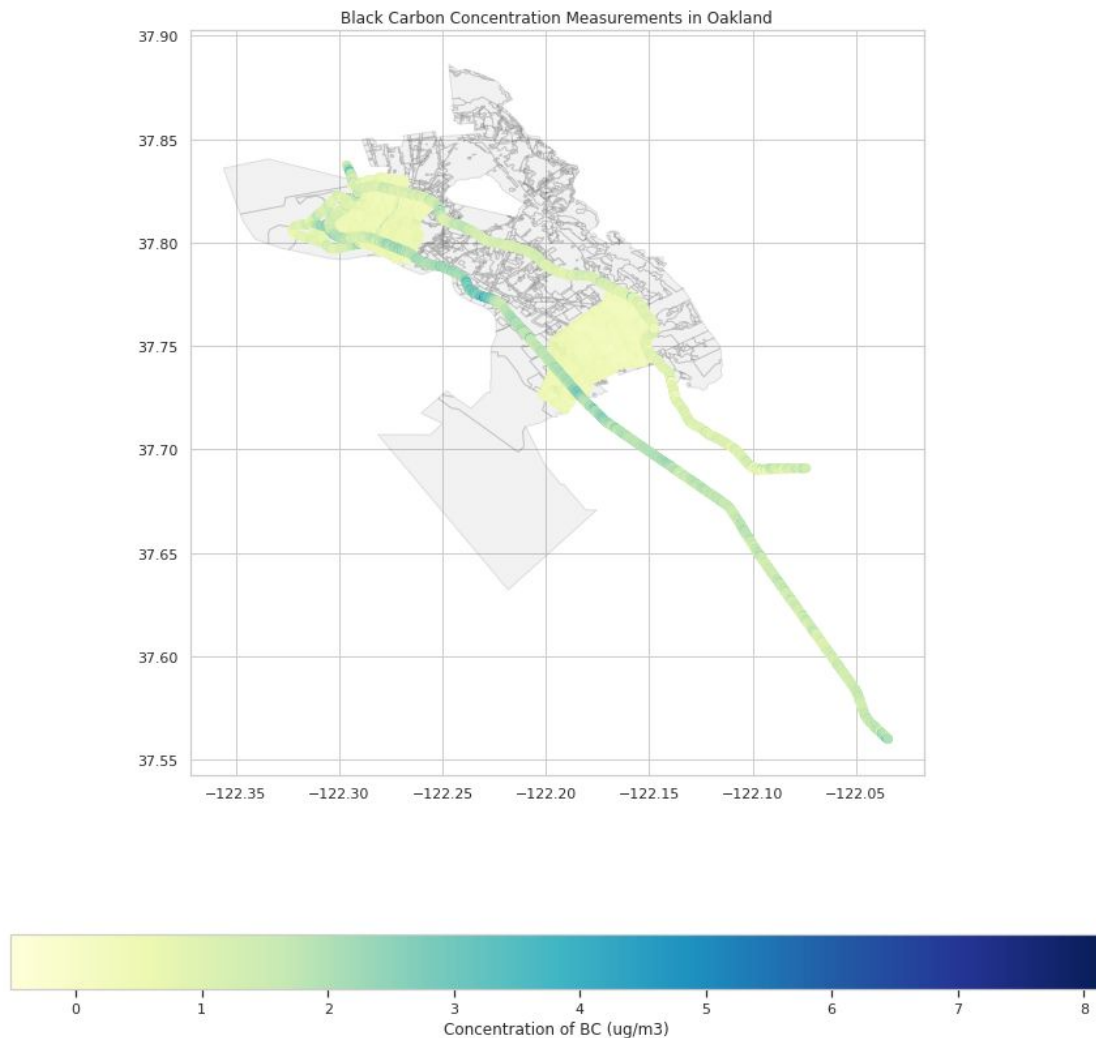 Black Carbon Concentration Measurements in Oakland
37.90
37.85
37.80
37.75
37.70
37.65
37.60
37.55
−122.35 −122.30 −122.25 −122.20 −122.15 −122.10 −122.05
0 1 2 3 4 5 6 7 8
Concentration of BC (ug/m3)